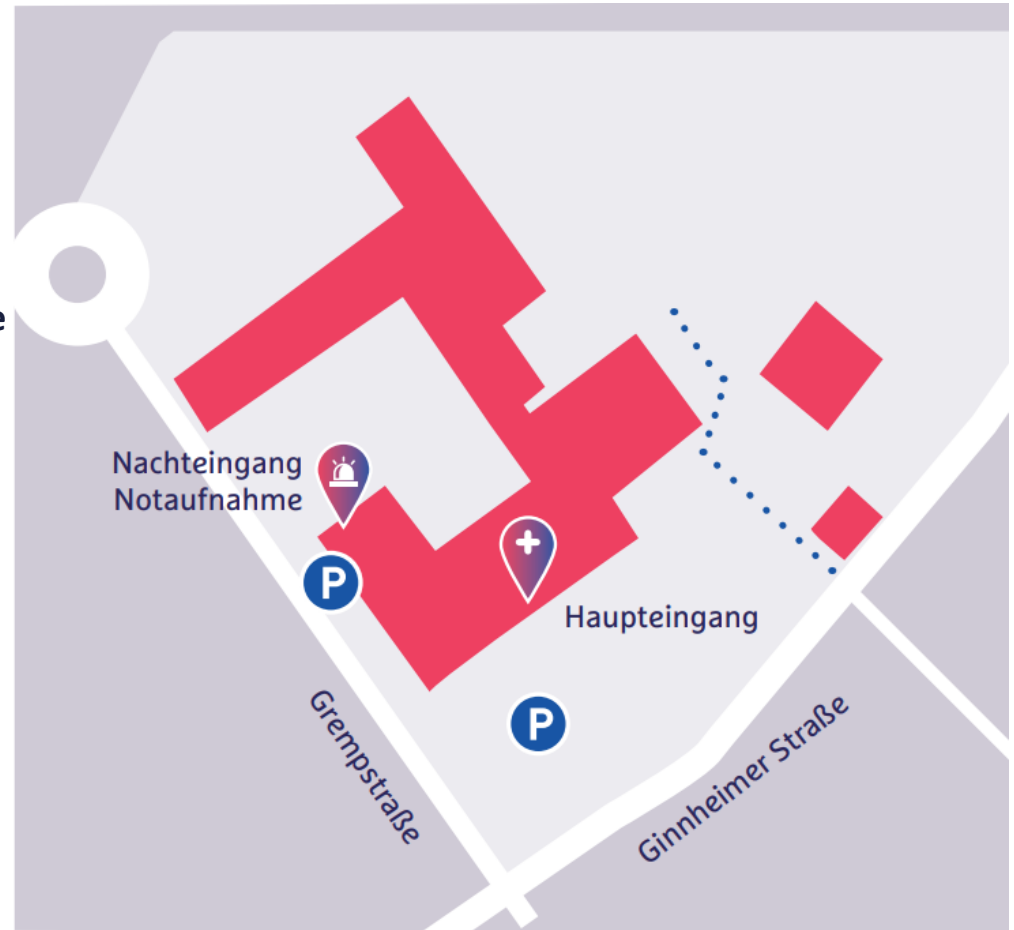 e
Nachteingang
Notaufnahme
P
Haupteingang
P
Grempstraße
Ginnheimer Straße